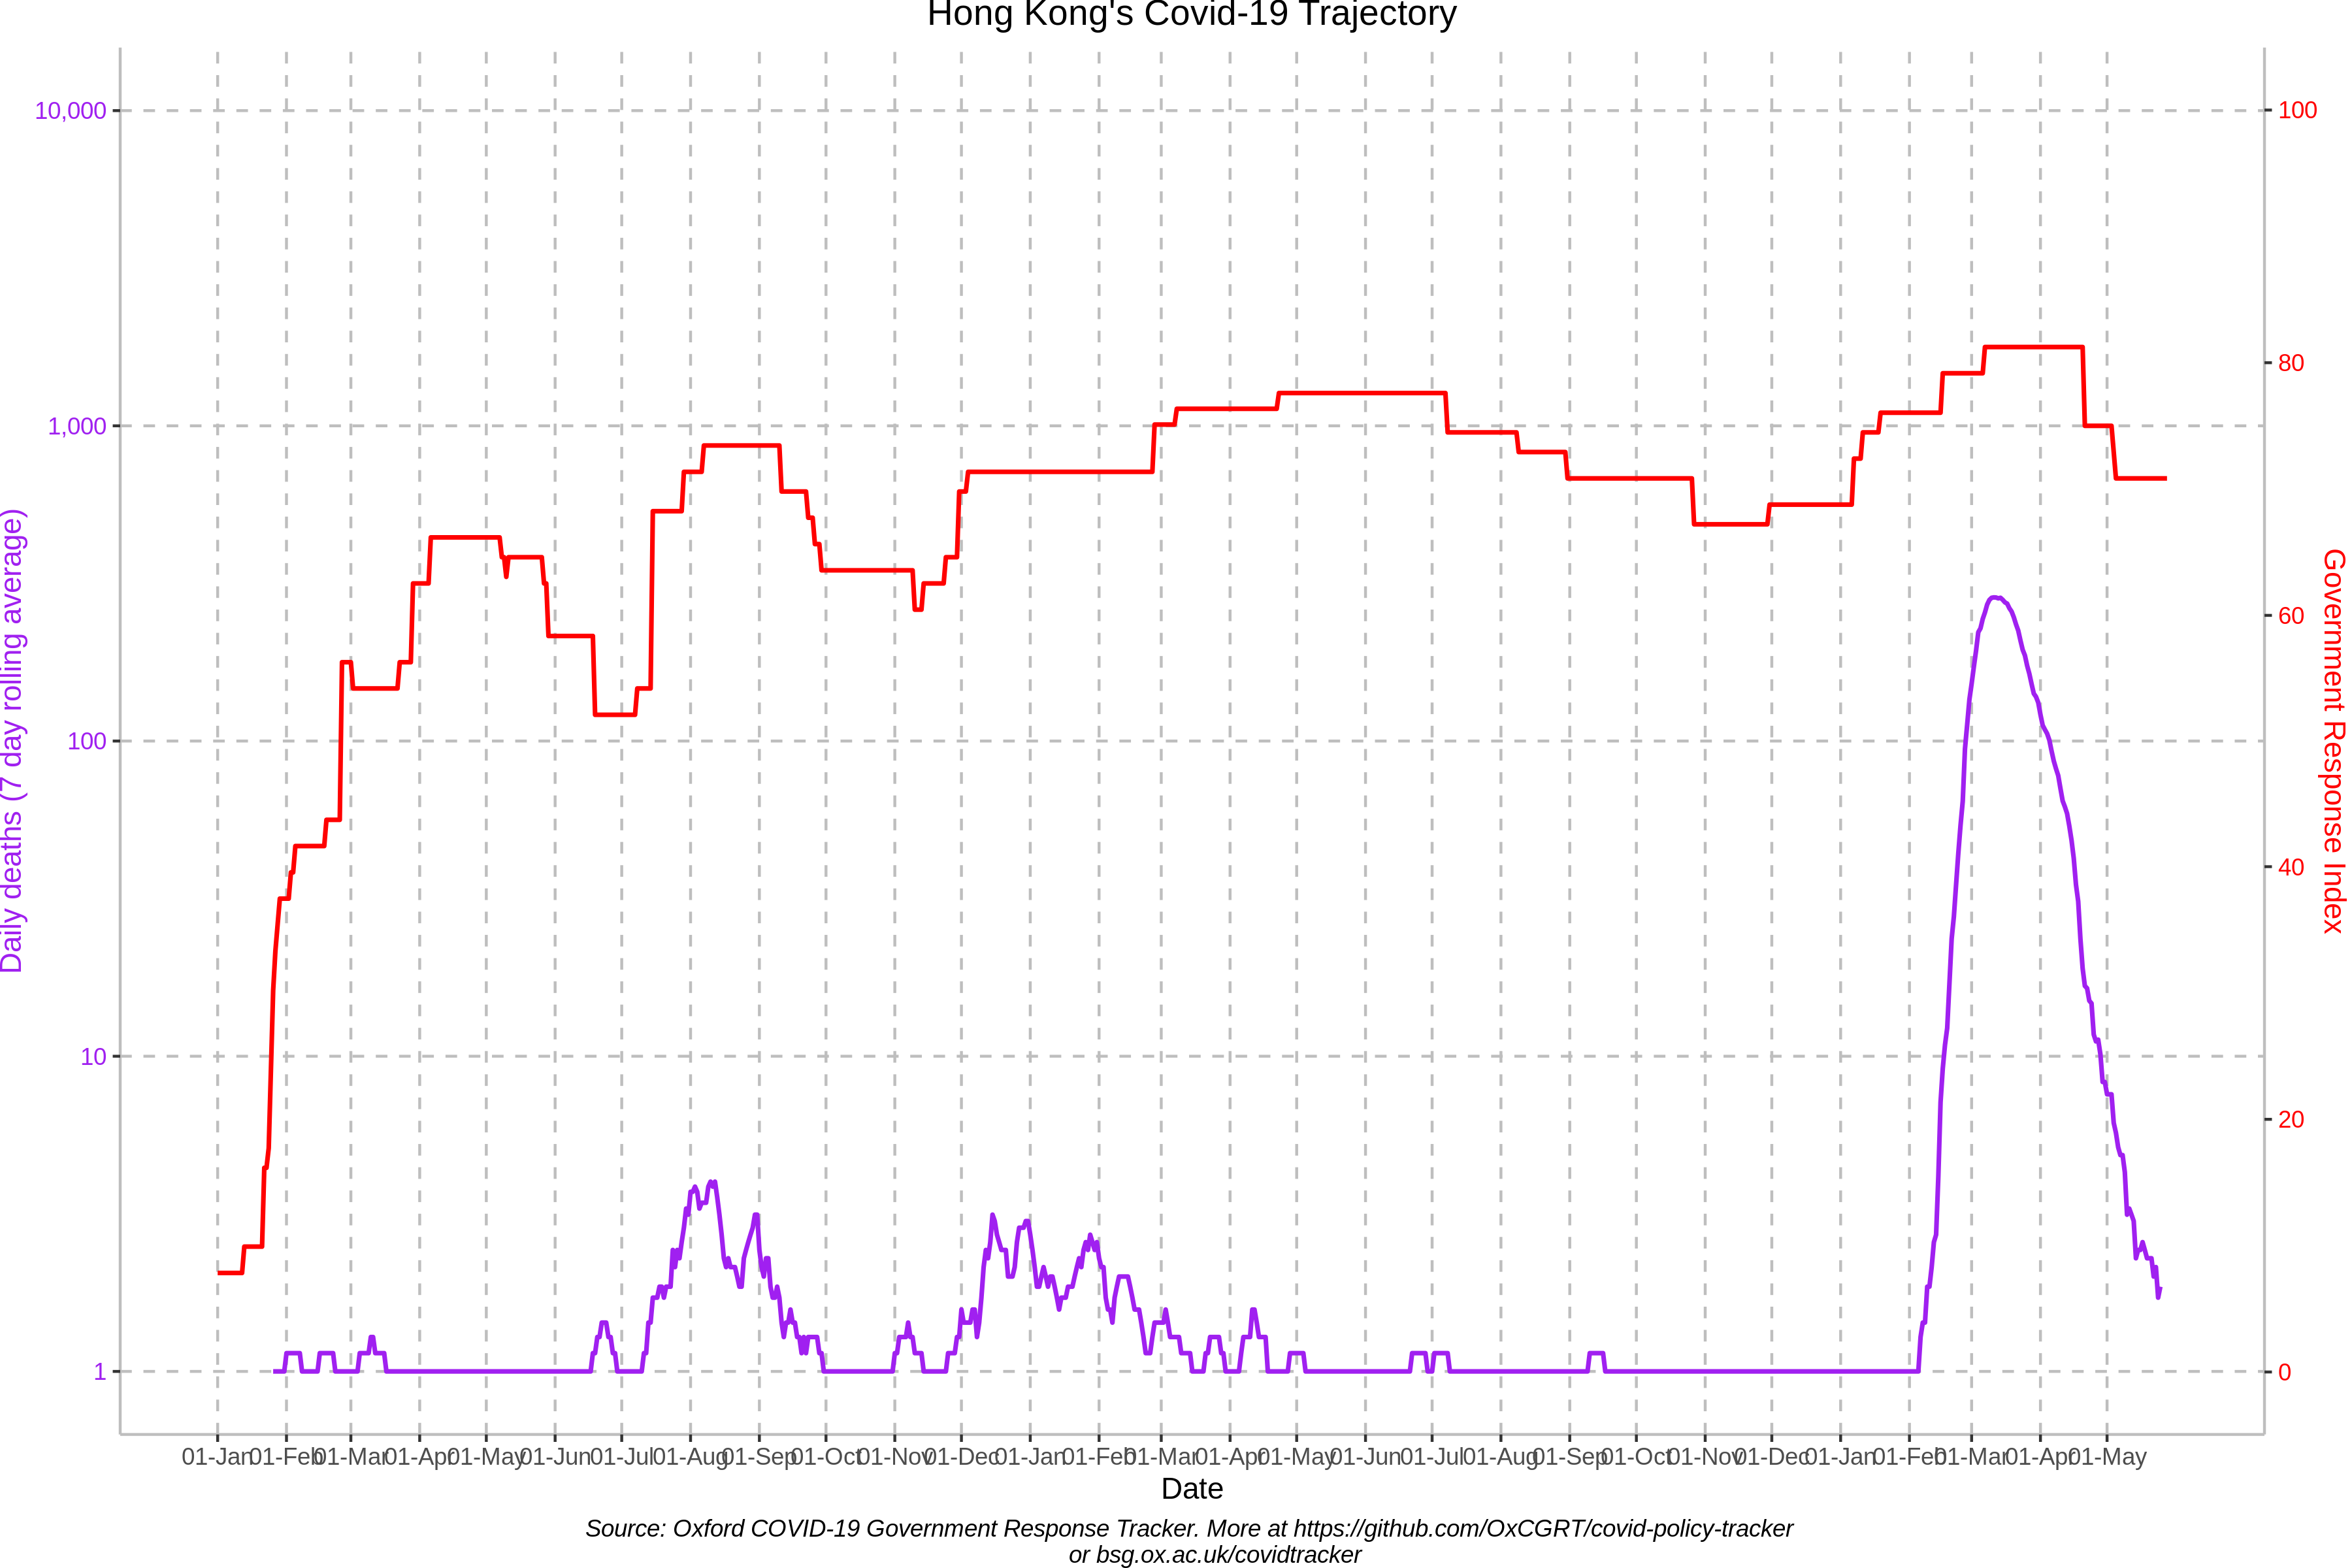 Hong Kong's Covid-19 Trajectory
10,000
1,000
100
10
1
Daily deaths (7 day rolling average)
100
80
60
40
20
0
Government Response Index
01-Jan 01-Feb 01-Mar 01-Apr 01-May 01-Jun 01-Jul 01-Aug 01-Sep 01-Oct 01-Nov 01-Dec 01-Jan 01-Feb 01-Mar 01-Apr 01-May 01-Jun 01-Jul 01-Aug 01-Sep 01-Oct 01-Nov 01-Dec 01-Jan 01-Feb 01-Mar 01-Apr 01-May
Date
Source: Oxford COVID-19 Government Response Tracker. More at https://github.com/OxCGRT/covid-policy-tracker
or bsg.ox.ac.uk/covidtracker